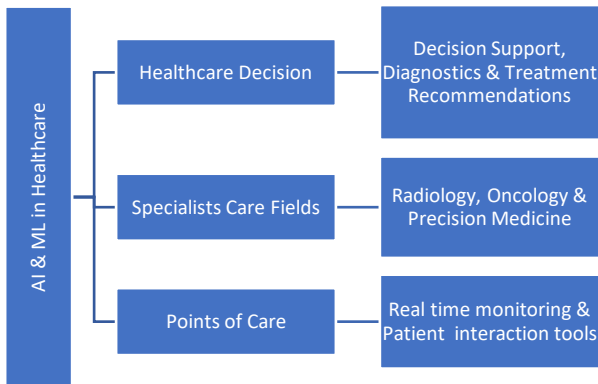 AI & ML in Healthcare
Healthcare Decision
Decision Support,
Diagnostics & Treatment
Recommendations
Specialists Care Fields
Radiology, Oncology &
Precision Medicine
Points of Care
Real time monitoring &
Patient interaction tools